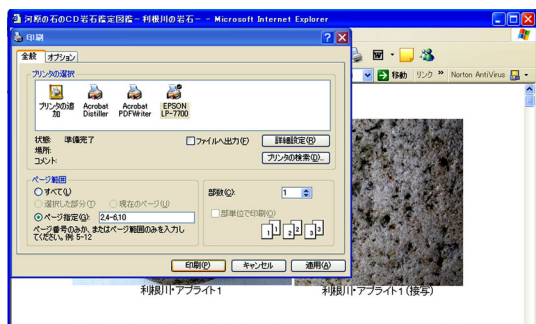 河原の石のCD岩石鑑定図鑑－利根川の岩石－ - Microsoft Internet Explorer
印刷
全般 オプション
プリンタの選択
プリンタの追加
Acrobat Distiller
Acrobat PDFWriter
EPSON LP-7700
状態: 準備完了
場所:
コメント:
ファイルへ出力(F)
詳細設定(R)
プリンタの検索(D)...
ページ範囲
すべて(L)
選択した部分(T) 現在のページ(U)
ページ指定(G): 2,4-6,10
ページ番号のみか、またはページ範囲のみを入力してください。例: 5-12
部数(C): 1
部単位で印刷(O)
1 1 2 2 3 3
印刷(P) キャンセル 適用(A)
移動 リンク » Norton AntiVirus
利根川・アプライト1
利根川・アプライト1(接写)